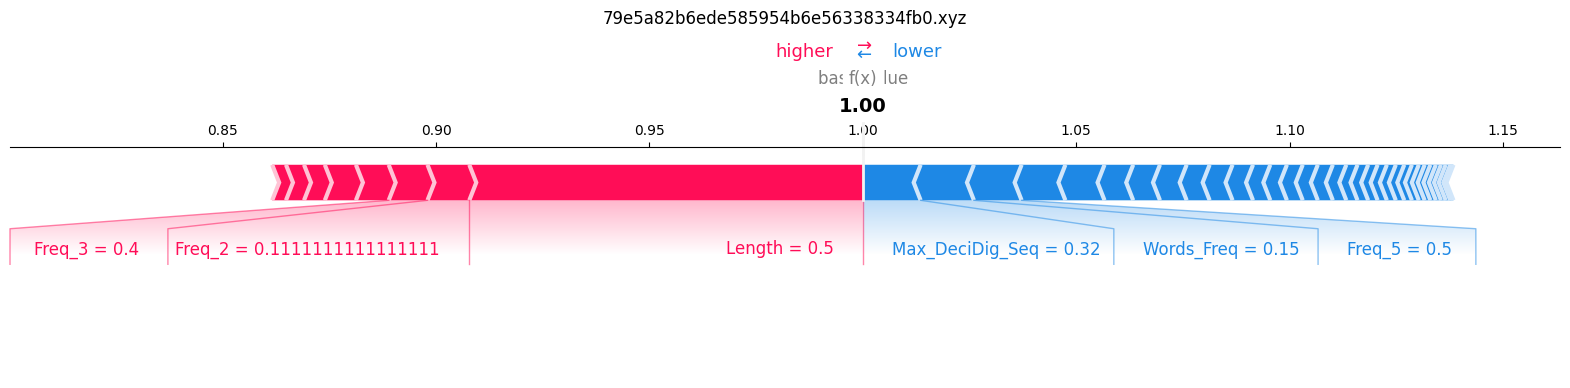 79e5a82b6ede585954b6e56338334fb0.xyz
higher ⇄ lower
bas f(x) lue
1.00
0.85 0.90 0.95 1.00 1.05 1.10 1.15
Freq_3 = 0.4 Freq_2 = 0.1111111111111111 Length = 0.5 Max_DeciDig_Seq = 0.32 Words_Freq = 0.15 Freq_5 = 0.5